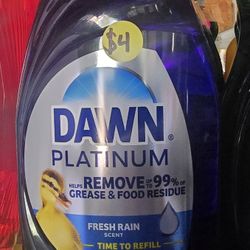 $4
DAWN®
PLATINUM
HELPS REMOVE UP TO 99% OF
GREASE & FOOD RESIDUE
FRESH RAIN
SCENT
TIME TO REFILL